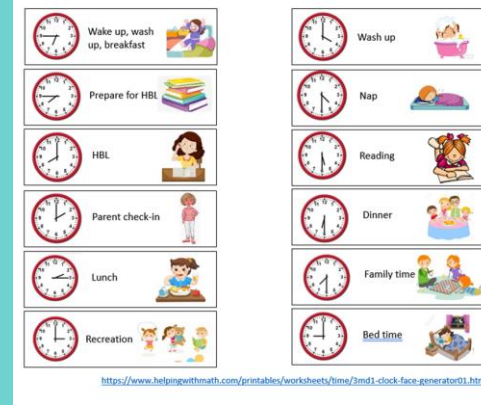 Wake up, wash
up, breakfast
Prepare for HBL
HBL
Parent check-in
Lunch
Recreation
Wash up
Nap
Reading
Dinner
Family time
Bed time
https://www.helpingwithmath.com/printables/worksheets/time/3md1-clock-face-generator01.htm